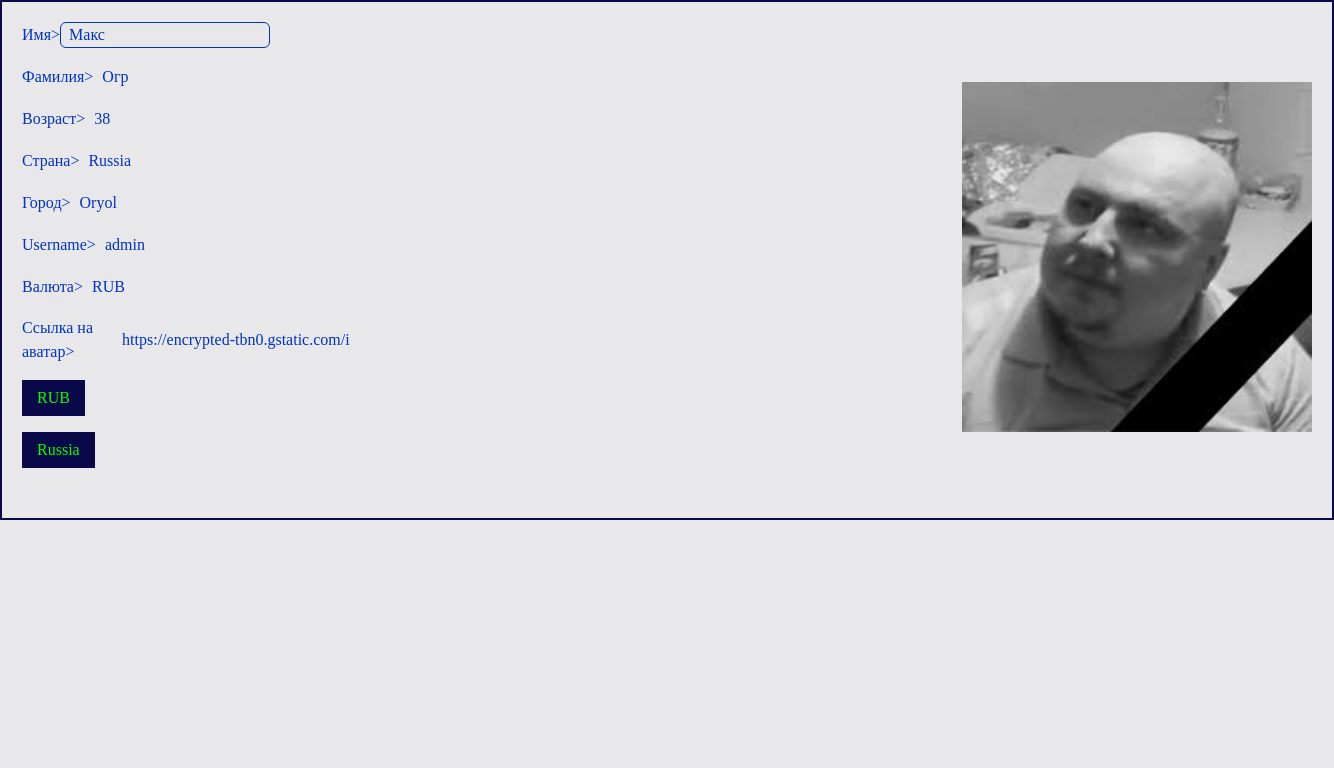 Имя> Макс
Фамилия> Огр
Возраст> 38
Страна> Russia
Город> Oryol
Username> admin
Валюта> RUB
Ссылка на
аватар> https://encrypted-tbn0.gstatic.com/i
RUB
Russia